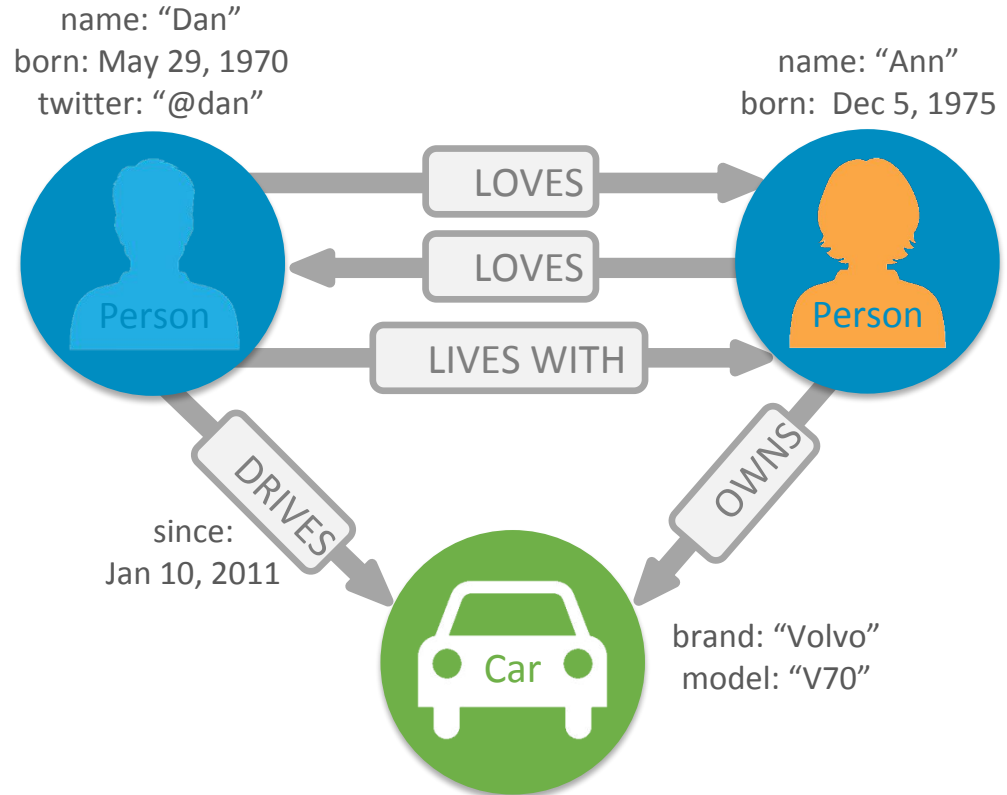 name: “Dan”
born: May 29, 1970
twitter: “@dan”
name: “Ann”
born: Dec 5, 1975
LOVES
LOVES
Person
Person
LIVES WITH
DRIVES
OWNS
since:
Jan 10, 2011
Car
brand: “Volvo”
model: “V70”